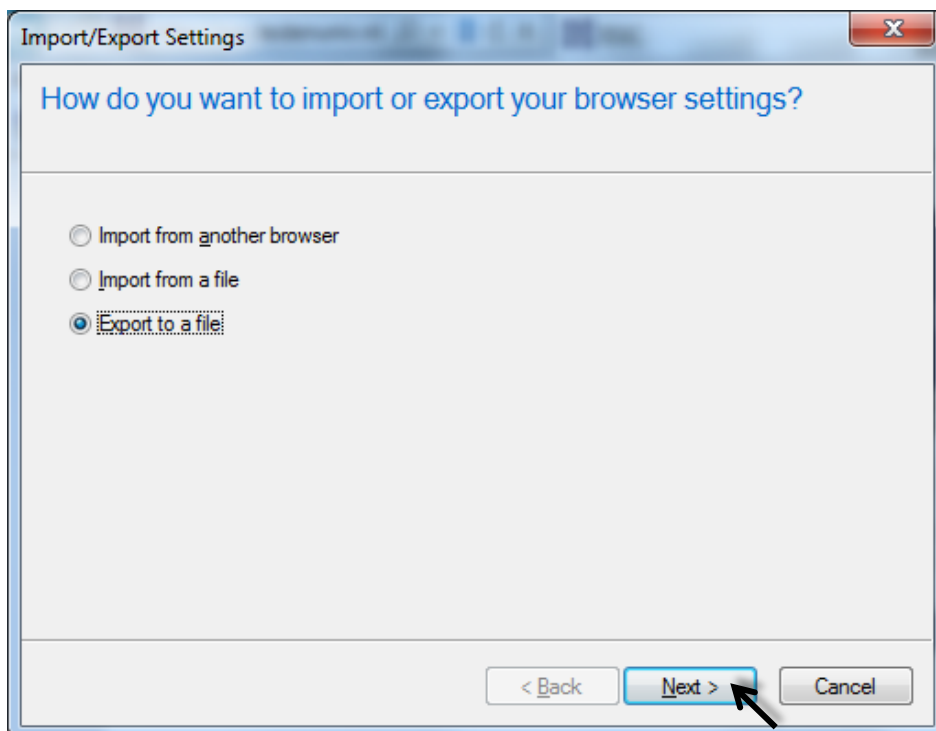 Import/Export Settings
How do you want to import or export your browser settings?
Import from another browser
Import from a file
Export to a file
< Back Next > Cancel